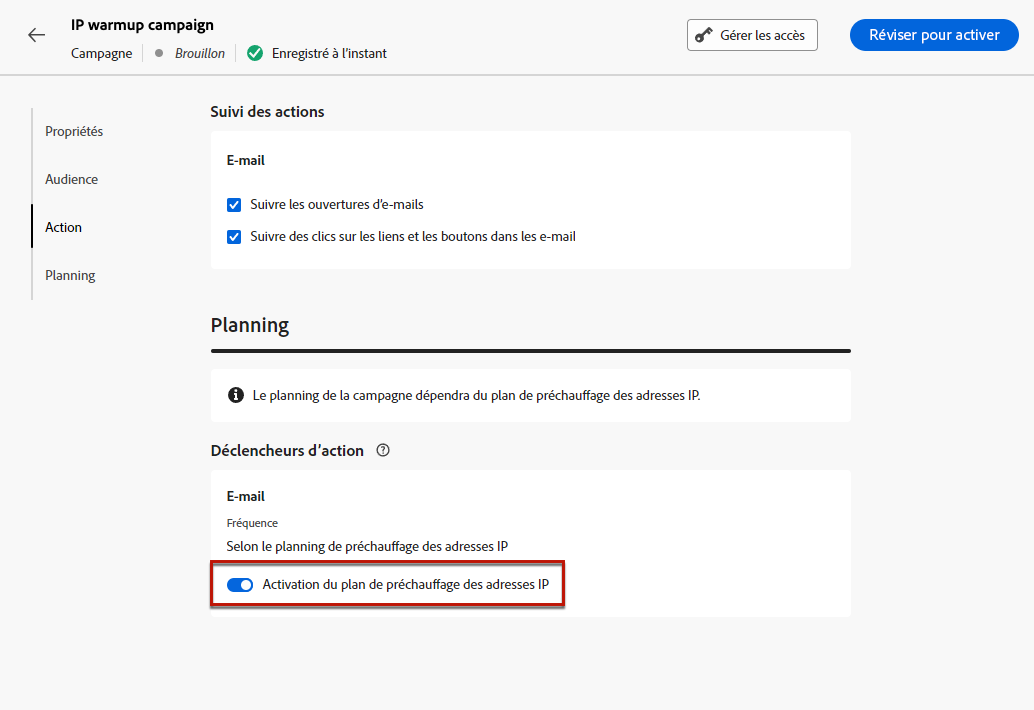 IP warmup campaign
Campagne
Brouillon
Enregistré à l'instant
Gérer les accès
Réviser pour activer
Propriétés
Audience
Action
Planning
Suivi des actions
E-mail
Suivre les ouvertures d'e-mails
Suivre des clics sur les liens et les boutons dans les e-mail
Planning
Le planning de la campagne dépendra du plan de préchauffage des adresses IP.
Déclencheurs d'action
E-mail
Fréquence
Selon le planning de préchauffage des adresses IP
Activation du plan de préchauffage des adresses IP